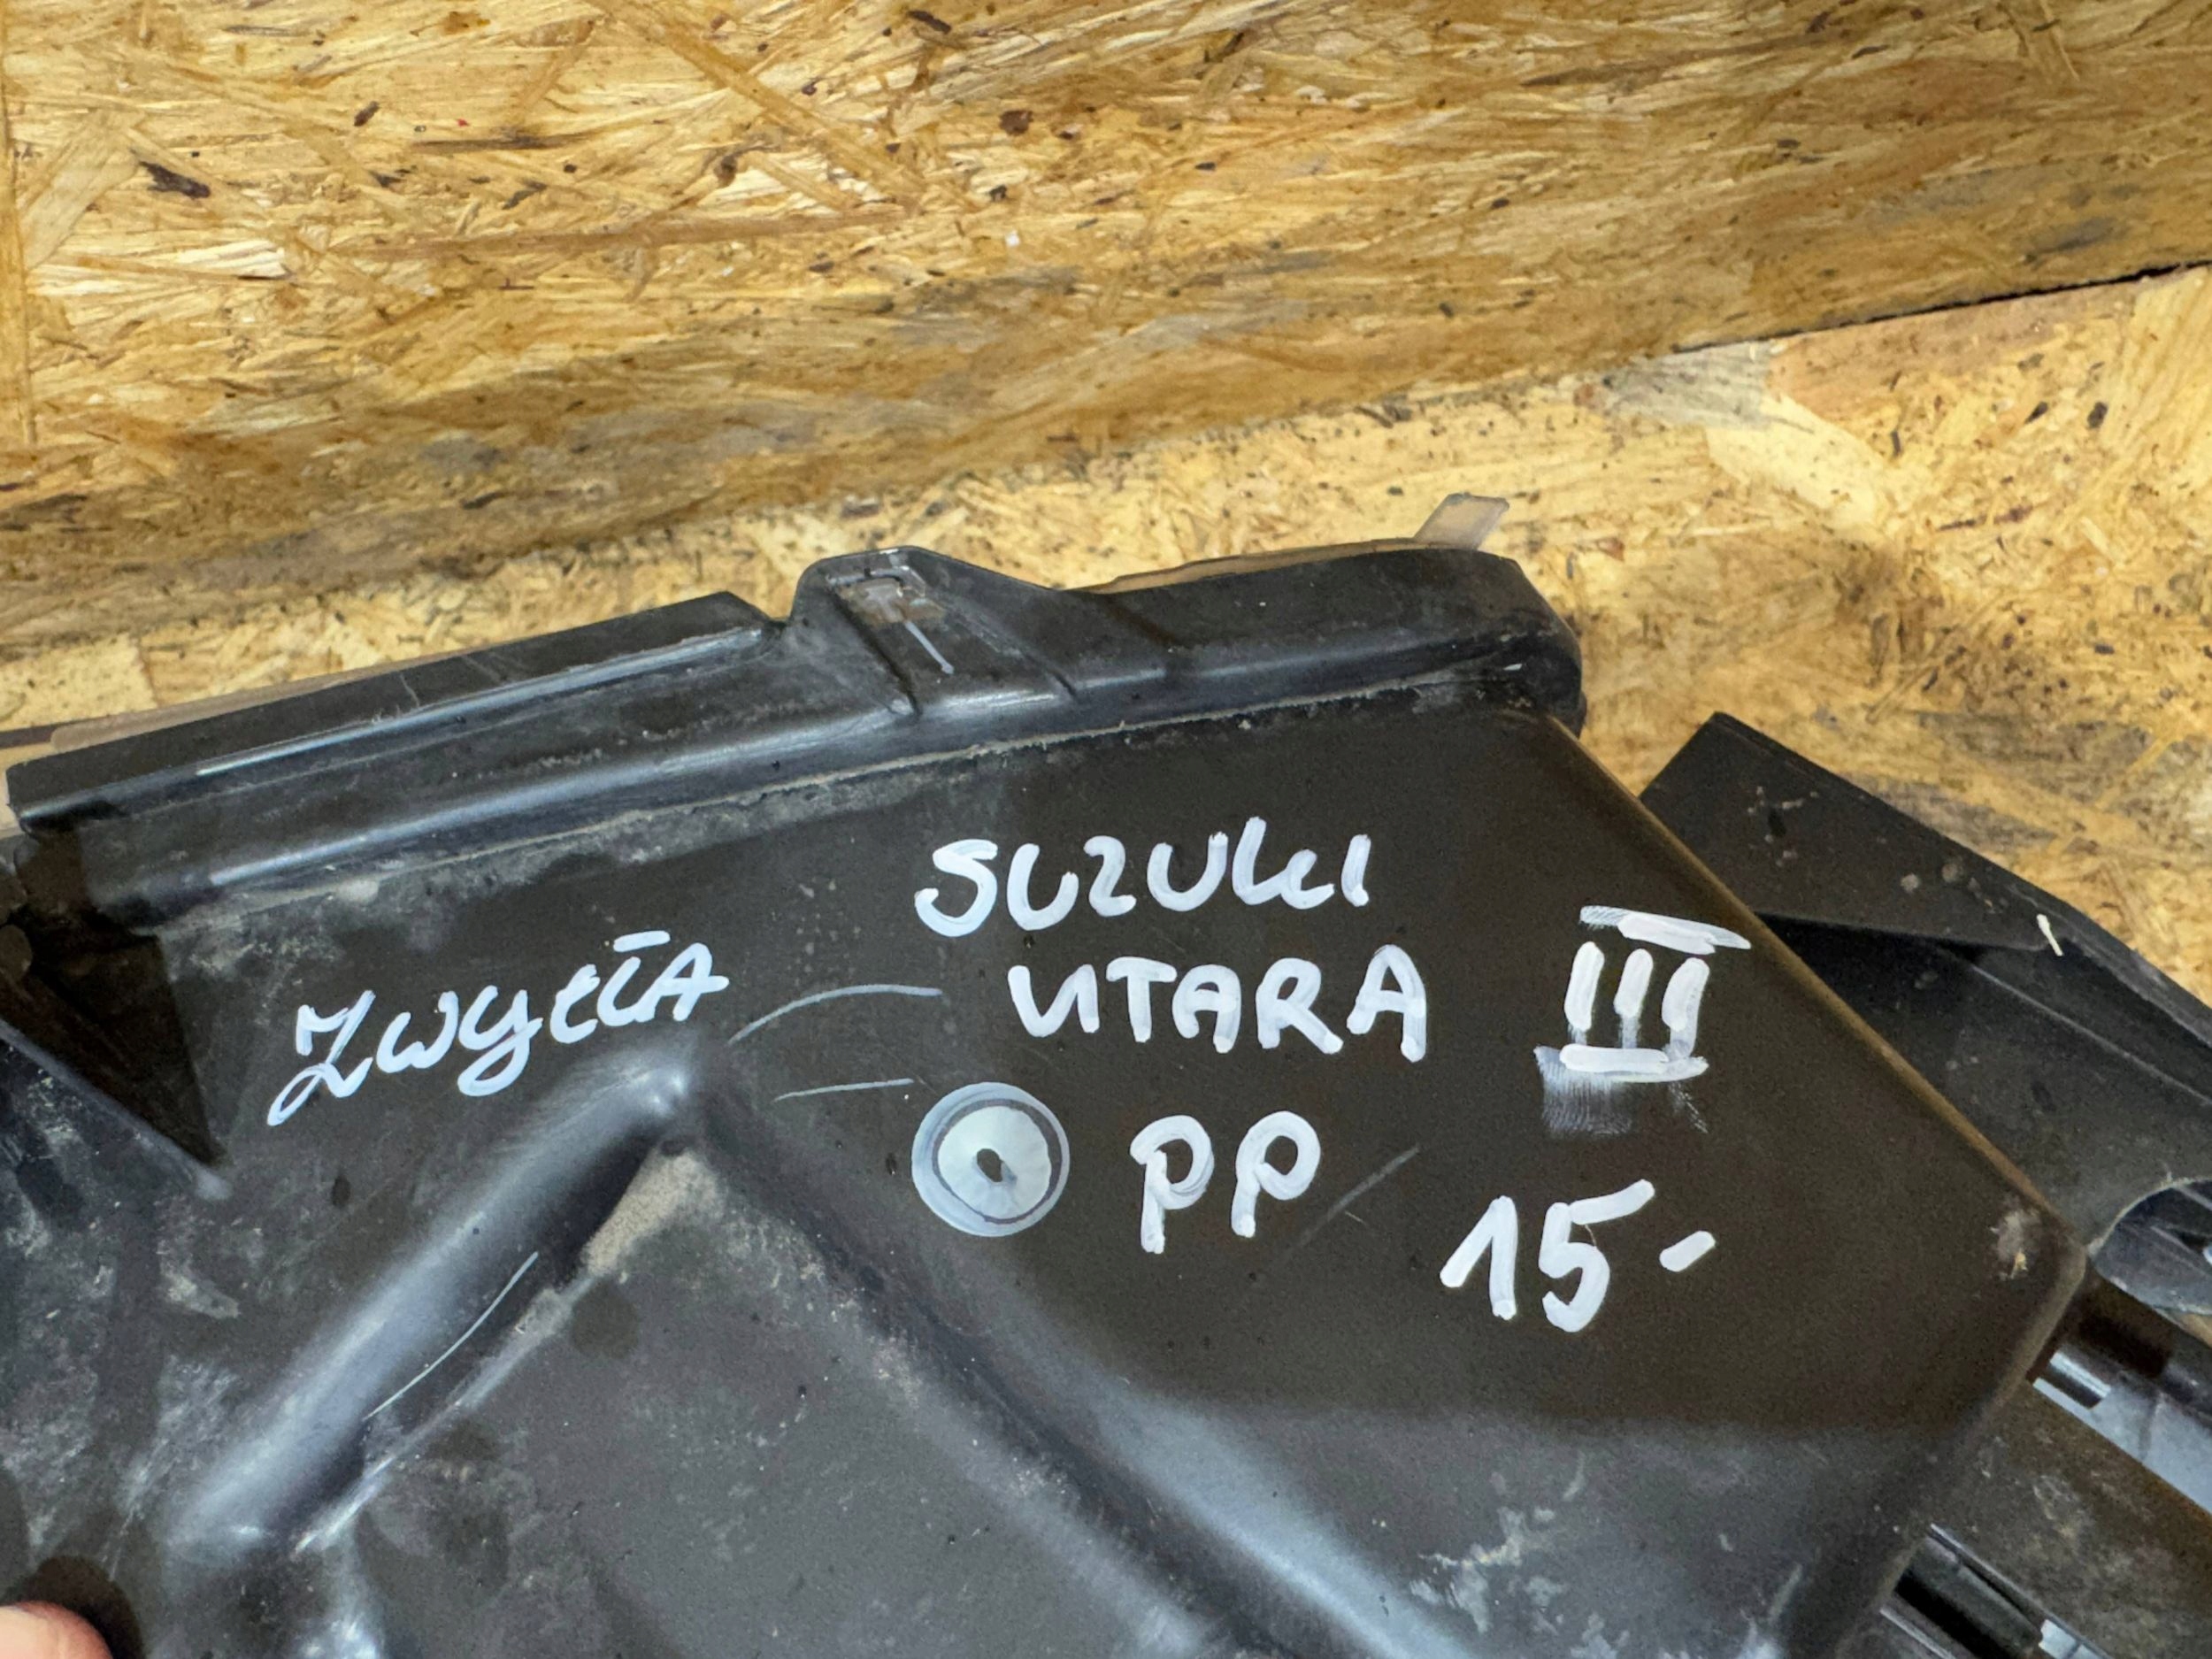 SUZUKI
VITARA III
ZWYKŁA
PP
15-